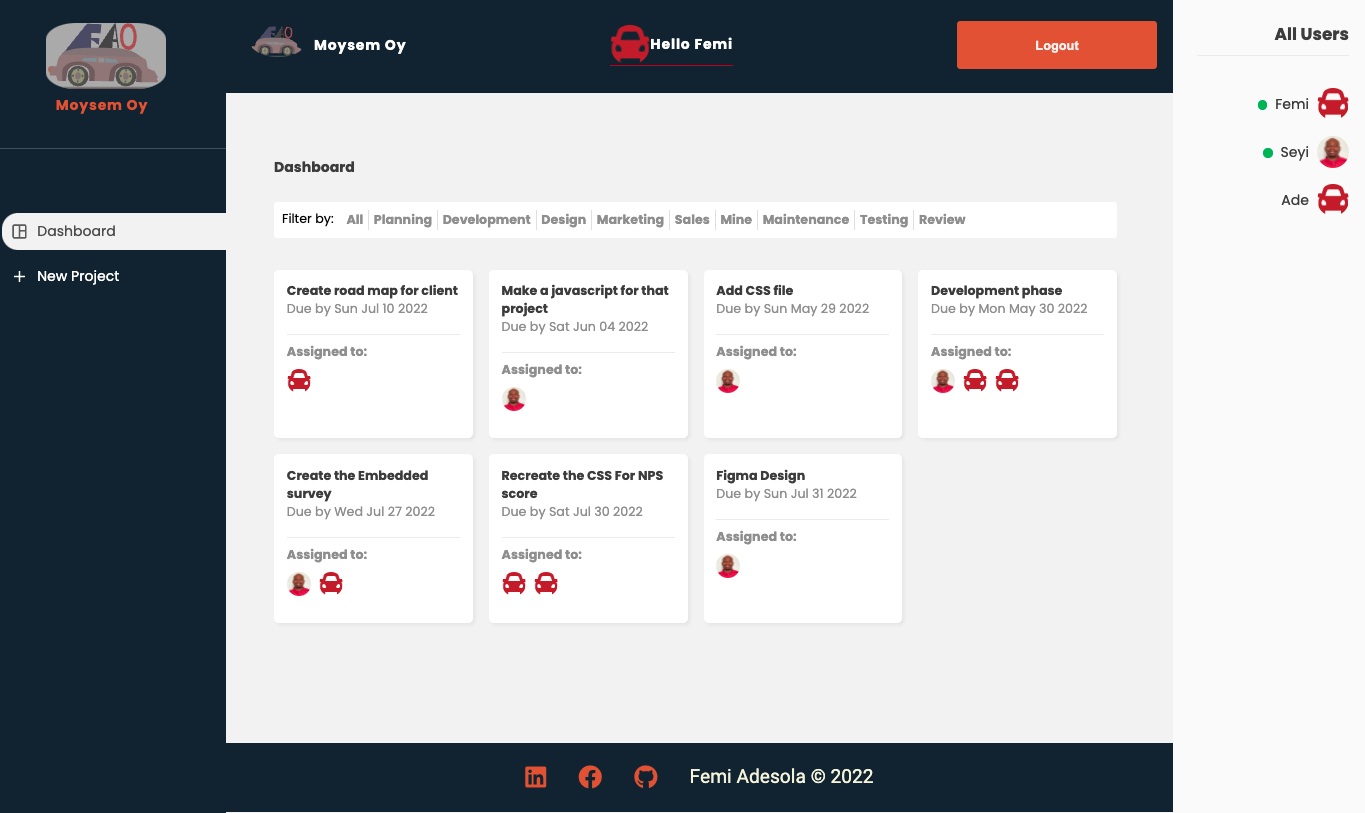 FAO
Moysem Oy
Dashboard
New Project
Moysem Oy
Hello Femi
Logout
Dashboard
Filter by: All Planning Development Design Marketing Sales Mine Maintenance Testing Review
Create road map for client
Due by Sun Jul 10 2022
Assigned to:
Make a javascript for that
project
Due by Sat Jun 04 2022
Assigned to:
Add CSS file
Due by Sun May 29 2022
Assigned to:
Development phase
Due by Mon May 30 2022
Assigned to:
Create the Embedded
survey
Due by Wed Jul 27 2022
Assigned to:
Recreate the CSS For NPS
score
Due by Sat Jul 30 2022
Assigned to:
Figma Design
Due by Sun Jul 31 2022
Assigned to:
Femi Adesola © 2022
All Users
Femi
Seyi
Ade